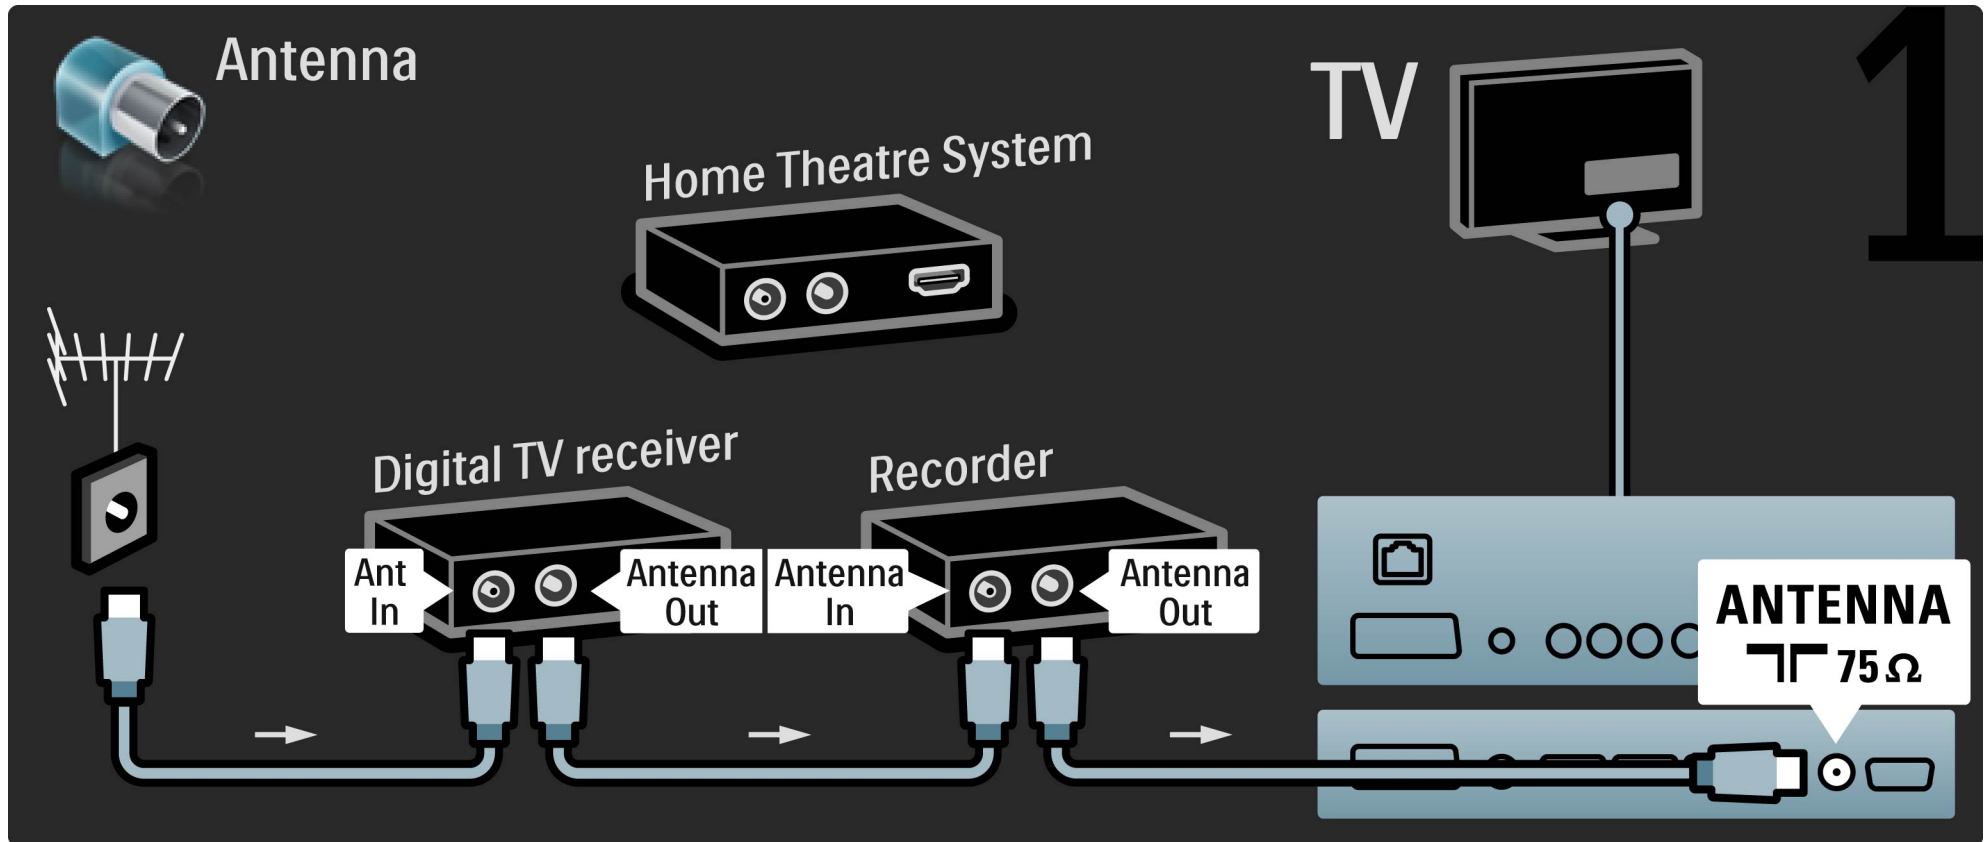 Antenna
TV
1
Home Theatre System
Digital TV receiver
Recorder
Ant
In
Antenna
Out
Antenna
In
Antenna
Out
ANTENNA
75 Ω